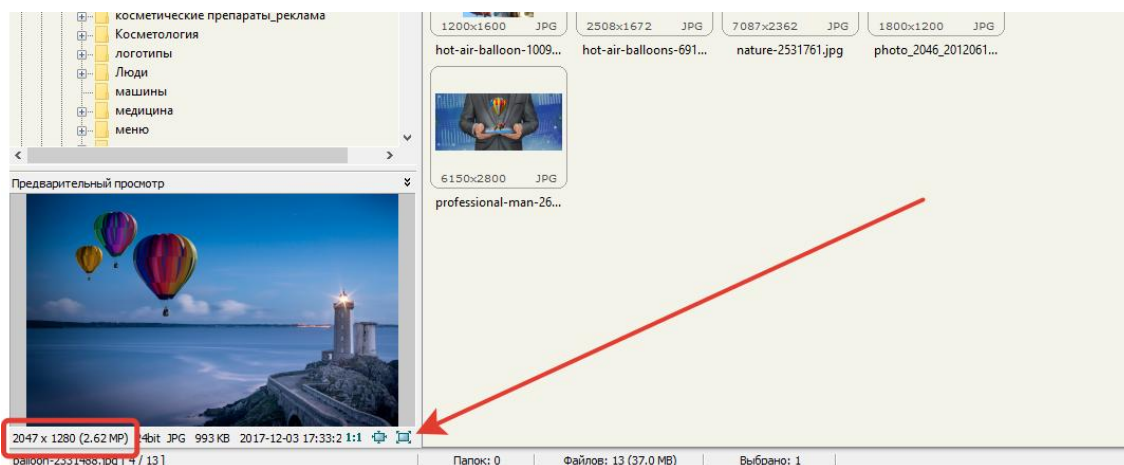 косметические препараты_реклама
Косметология
логотипы
Люди
машины
медицина
меню
Предварительный просмотр
2047 x 1280 (2.62 MP) 24bit JPG 993 KB 2017-12-03 17:33:2 1:1
balloon-2331488.jpg [ 4 / 13 ]
1200x1600 JPG 2508x1672 JPG 7087x2362 JPG 1800x1200 JPG
hot-air-balloon-1009... hot-air-balloons-691... nature-2531761.jpg photo_2046_2012061...
6150x2800 JPG
professional-man-26...
Папок: 0 Файлов: 13 (37.0 MB) Выбрано: 1